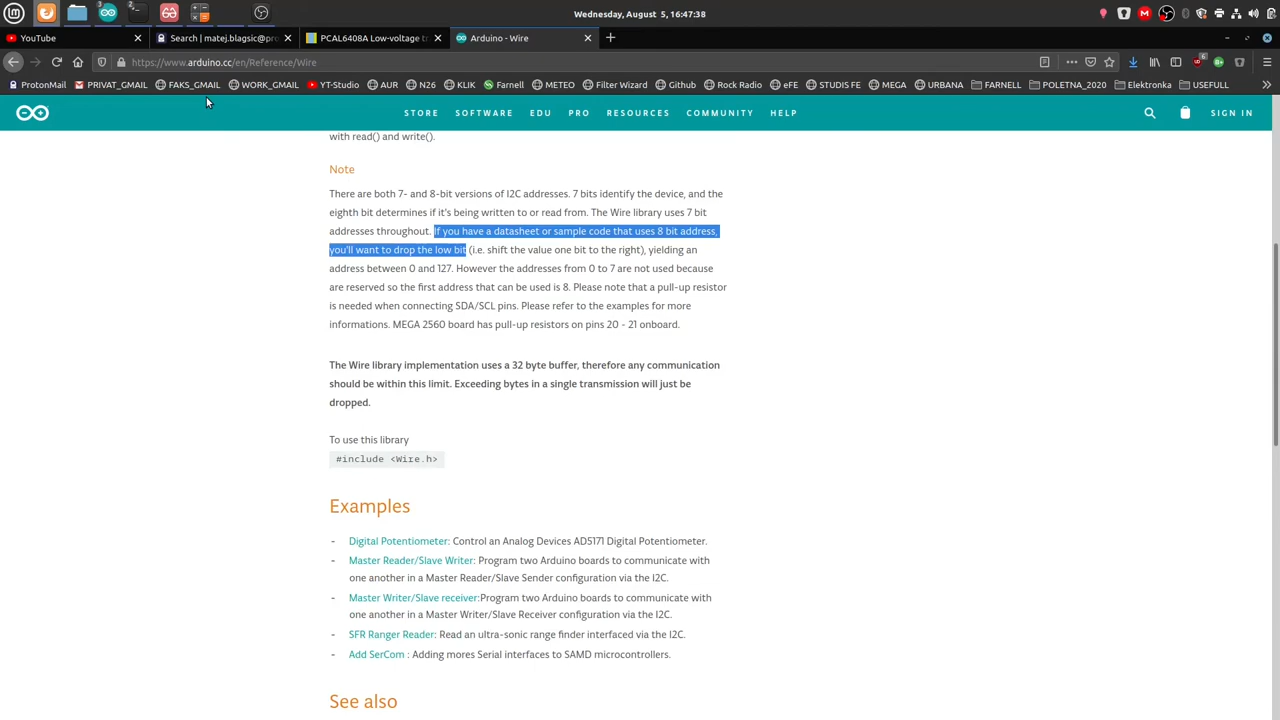 Wednesday, August 5, 16:47:38
YouTube
Search | matej.blagsic@pro
PCAL6408A Low-voltage tr
Arduino - Wire
https://www.arduino.cc/en/Reference/Wire
ProtonMail PRIVAT_GMAIL FAKS_GMAIL WORK_GMAIL YT-Studio AUR N26 KLIK Farnell METEO Filter Wizard Github Rock Radio eFE STUDIS FE MEGA URBANA FARNELL POLETNA_2020 Elektronka USEFULL
STORE SOFTWARE EDU PRO RESOURCES COMMUNITY HELP SIGN IN
with read() and write().
Note
There are both 7- and 8-bit versions of I2C addresses. 7 bits identify the device, and the
eighth bit determines if it's being written to or read from. The Wire library uses 7 bit
addresses throughout. If you have a datasheet or sample code that uses 8 bit address,
you'll want to drop the low bit (i.e. shift the value one bit to the right), yielding an
address between 0 and 127. However the addresses from 0 to 7 are not used because
are reserved so the first address that can be used is 8. Please note that a pull-up resistor
is needed when connecting SDA/SCL pins. Please refer to the examples for more
informations. MEGA 2560 board has pull-up resistors on pins 20 - 21 onboard.
The Wire library implementation uses a 32 byte buffer, therefore any communication
should be within this limit. Exceeding bytes in a single transmission will just be
dropped.
To use this library
#include <Wire.h>
Examples
- Digital Potentiometer: Control an Analog Devices AD5171 Digital Potentiometer.
- Master Reader/Slave Writer: Program two Arduino boards to communicate with
one another in a Master Reader/Slave Sender configuration via the I2C.
- Master Writer/Slave receiver:Program two Arduino boards to communicate with
one another in a Master Writer/Slave Receiver configuration via the I2C.
- SFR Ranger Reader: Read an ultra-sonic range finder interfaced via the I2C.
- Add SerCom : Adding mores Serial interfaces to SAMD microcontrollers.
See also